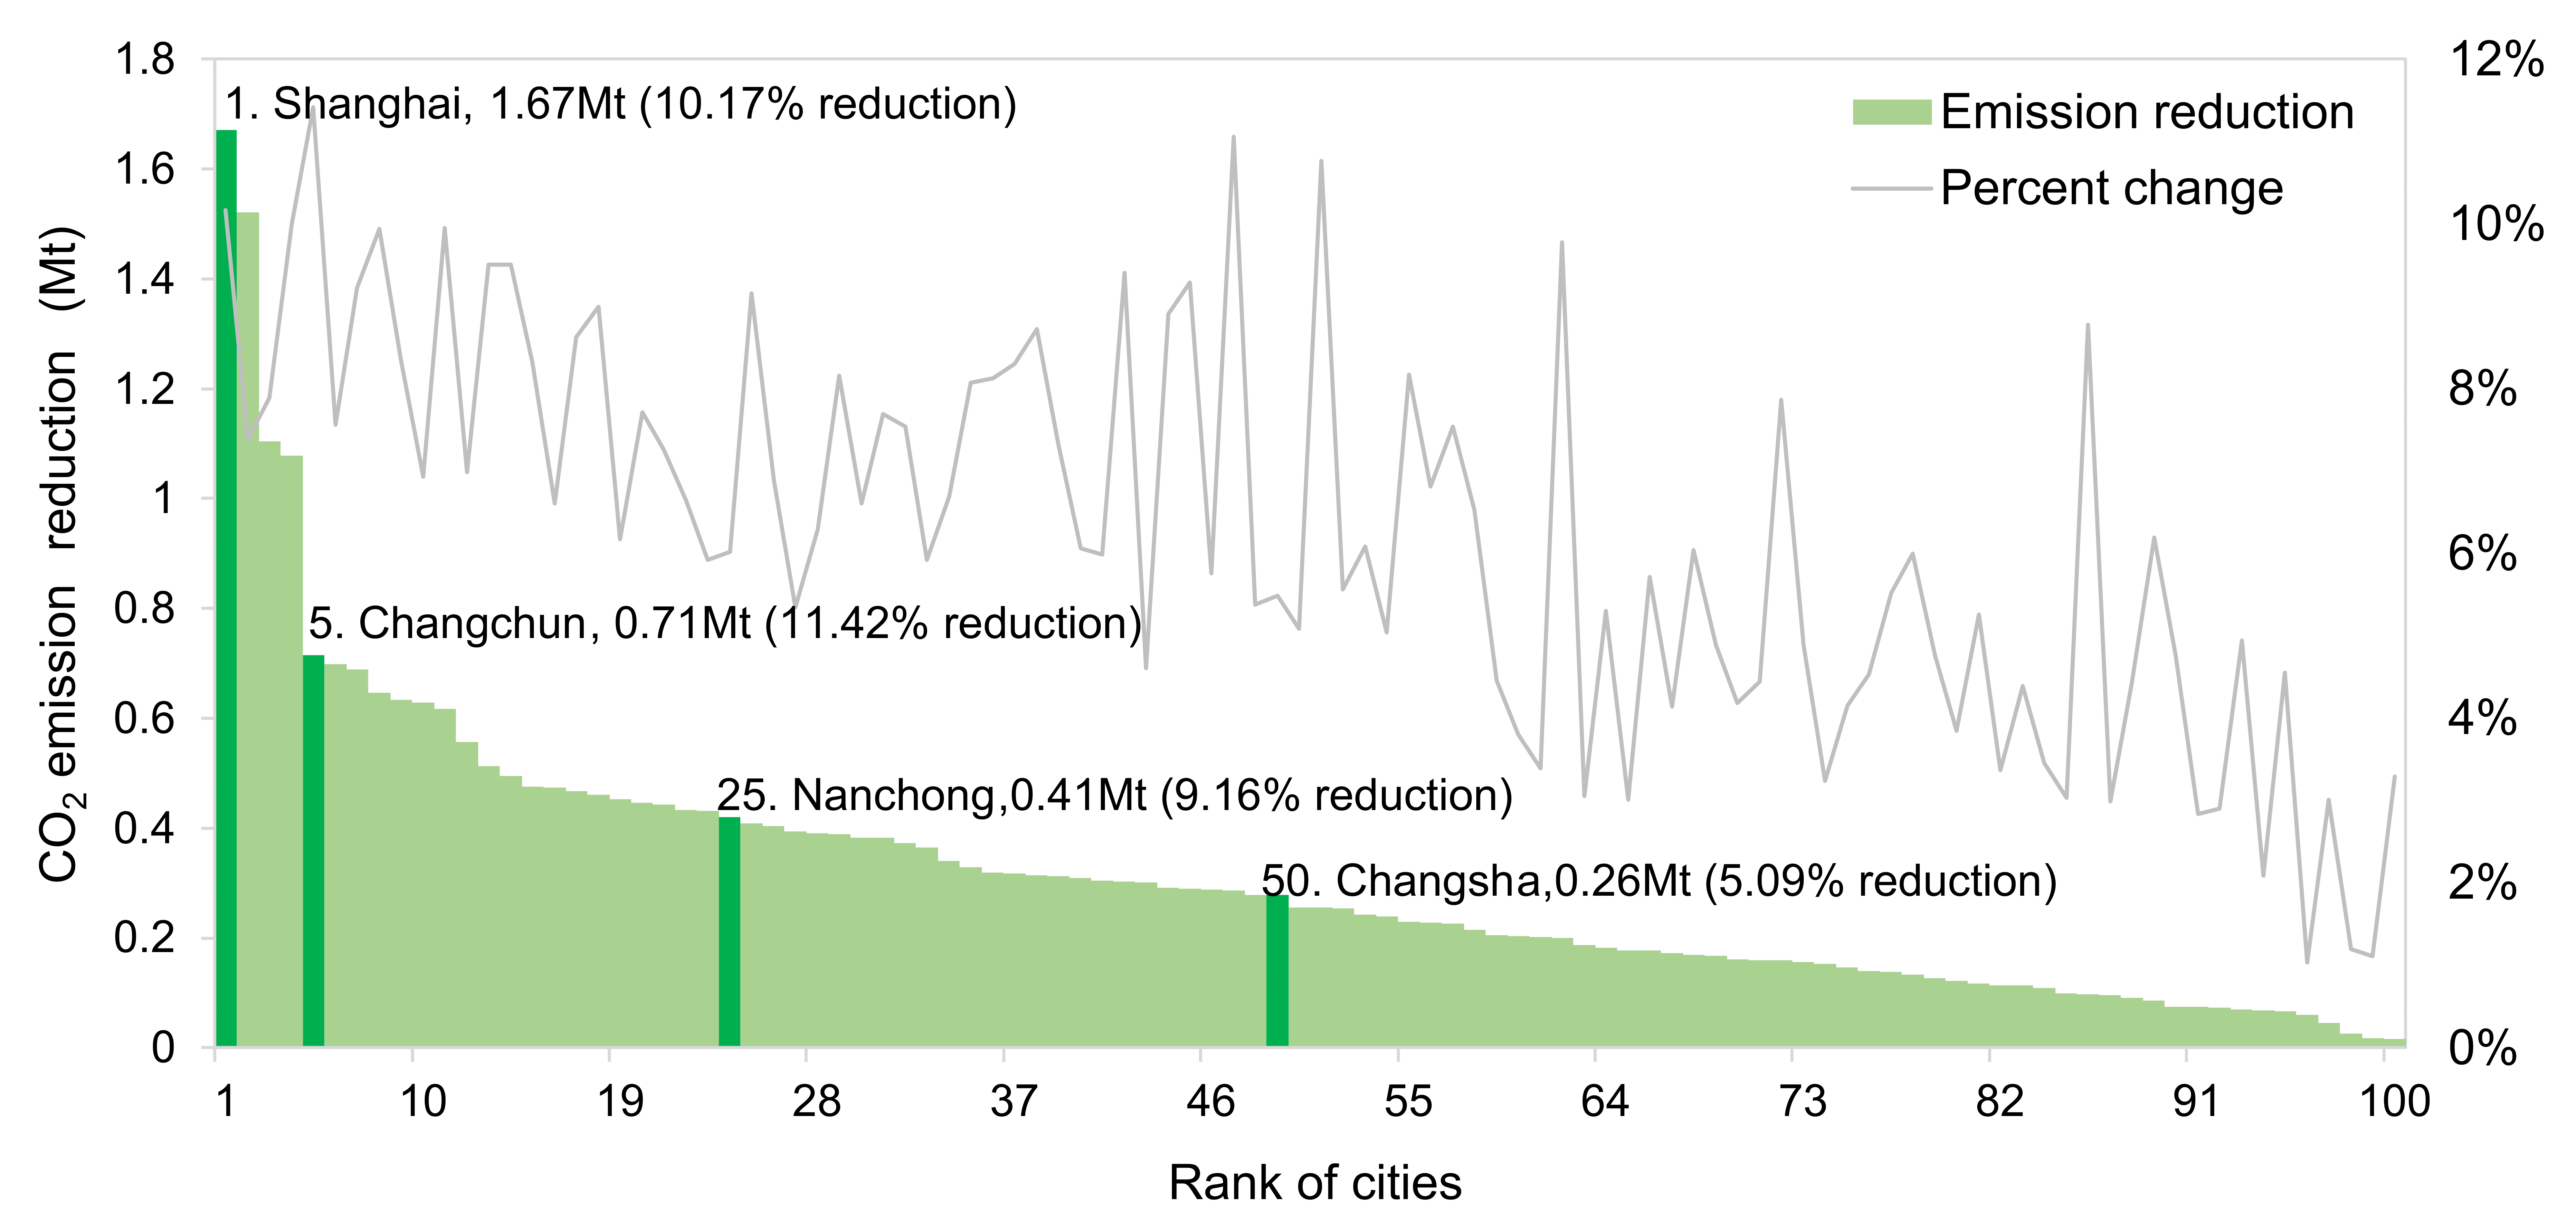 1.8
1.6
1.4
1.2
1
0.8
0.6
0.4
0.2
0
CO₂ emission reduction (Mt)
1. Shanghai, 1.67Mt (10.17% reduction)
5. Changchun, 0.71Mt (11.42% reduction)
25. Nanchong,0.41Mt (9.16% reduction)
50. Changsha,0.26Mt (5.09% reduction)
Emission reduction
Percent change
12%
10%
8%
6%
4%
2%
0%
1 10 19 28 37 46 55 64 73 82 91 100
Rank of cities